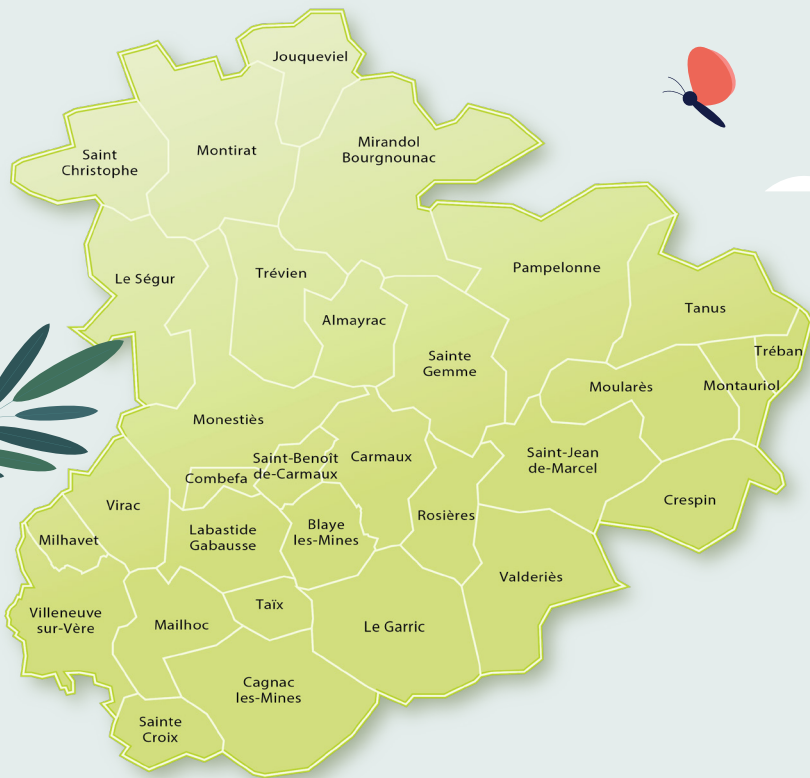 Jouqueviel
Montirat
Mirandol
Bourgnounac
Saint
Christophe
Le Ségur
Trévien
Pampelonne
Almayrac
Tanus
Sainte
Gemme
Tréban
Moularès
Montauriol
Monestiès
Saint-Benoît
de-Carmaux
Carmaux
Saint-Jean
de-Marcel
Combefa
Crespin
Virac
Rosières
Labastide
Gabausse
Blaye
les-Mines
Milhavet
Valderiès
Villeneuve
sur-Vère
Taïx
Mailhoc
Le Garric
Cagnac
les-Mines
Sainte
Croix